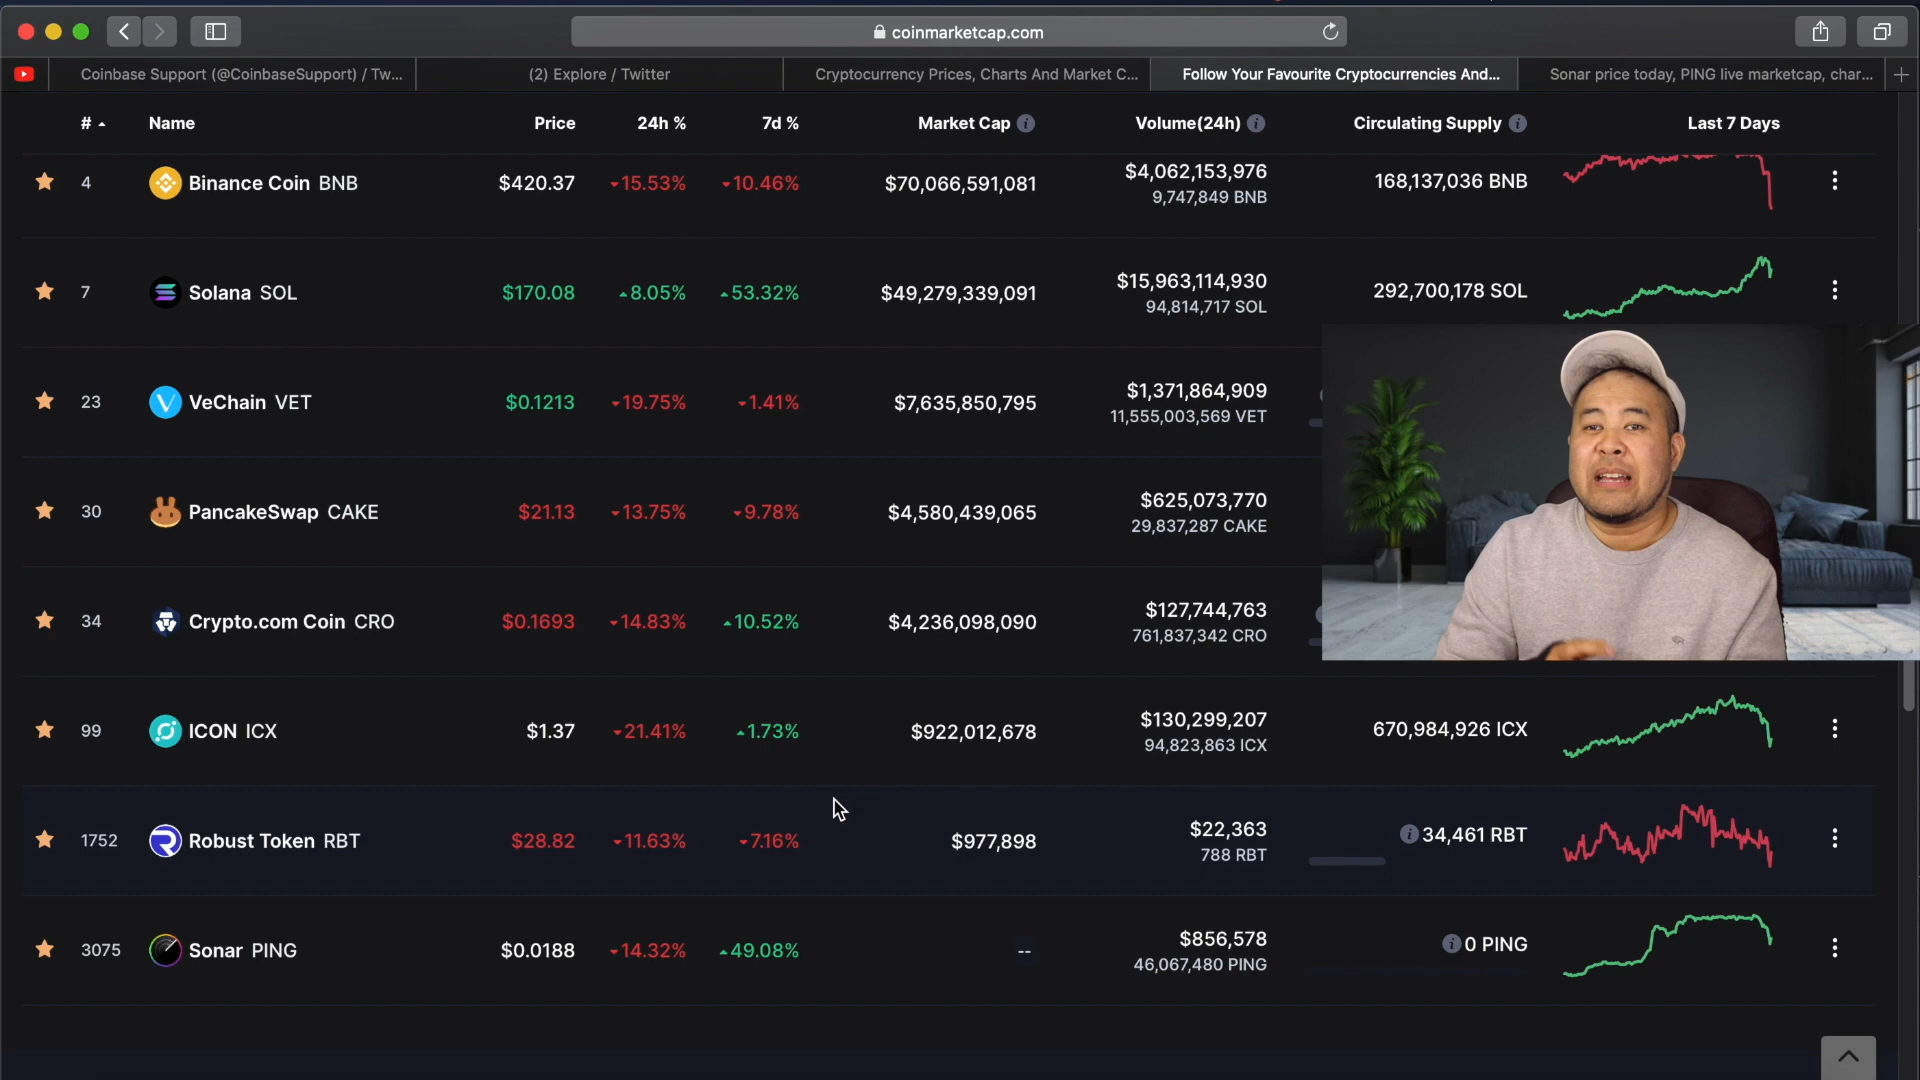 coinmarketcap.com
Coinbase Support (@CoinbaseSupport) / Tw...
(2) Explore / Twitter
Cryptocurrency Prices, Charts And Market C...
Follow Your Favourite Cryptocurrencies And...
Sonar price today, PING live marketcap, char...
# Name Price 24h % 7d % Market Cap Volume(24h) Circulating Supply Last 7 Days
4 Binance Coin BNB $420.37 15.53% 10.46% $70,066,591,081 $4,062,153,976 168,137,036 BNB
9,747,849 BNB
7 Solana SOL $170.08 8.05% 53.32% $49,279,339,091 $15,963,114,930 292,700,178 SOL
94,814,717 SOL
23 VeChain VET $0.1213 19.75% 1.41% $7,635,850,795 $1,371,864,909
11,555,003,569 VET
30 PancakeSwap CAKE $21.13 13.75% 9.78% $4,580,439,065 $625,073,770
29,837,287 CAKE
34 Crypto.com Coin CRO $0.1693 14.83% 10.52% $4,236,098,090 $127,744,763
761,837,342 CRO
99 ICON ICX $1.37 21.41% 1.73% $922,012,678 $130,299,207 670,984,926 ICX
94,823,863 ICX
1752 Robust Token RBT $28.82 11.63% 7.16% $977,898 $22,363 34,461 RBT
788 RBT
3075 Sonar PING $0.0188 14.32% 49.08% -- $856,578 0 PING
46,067,480 PING